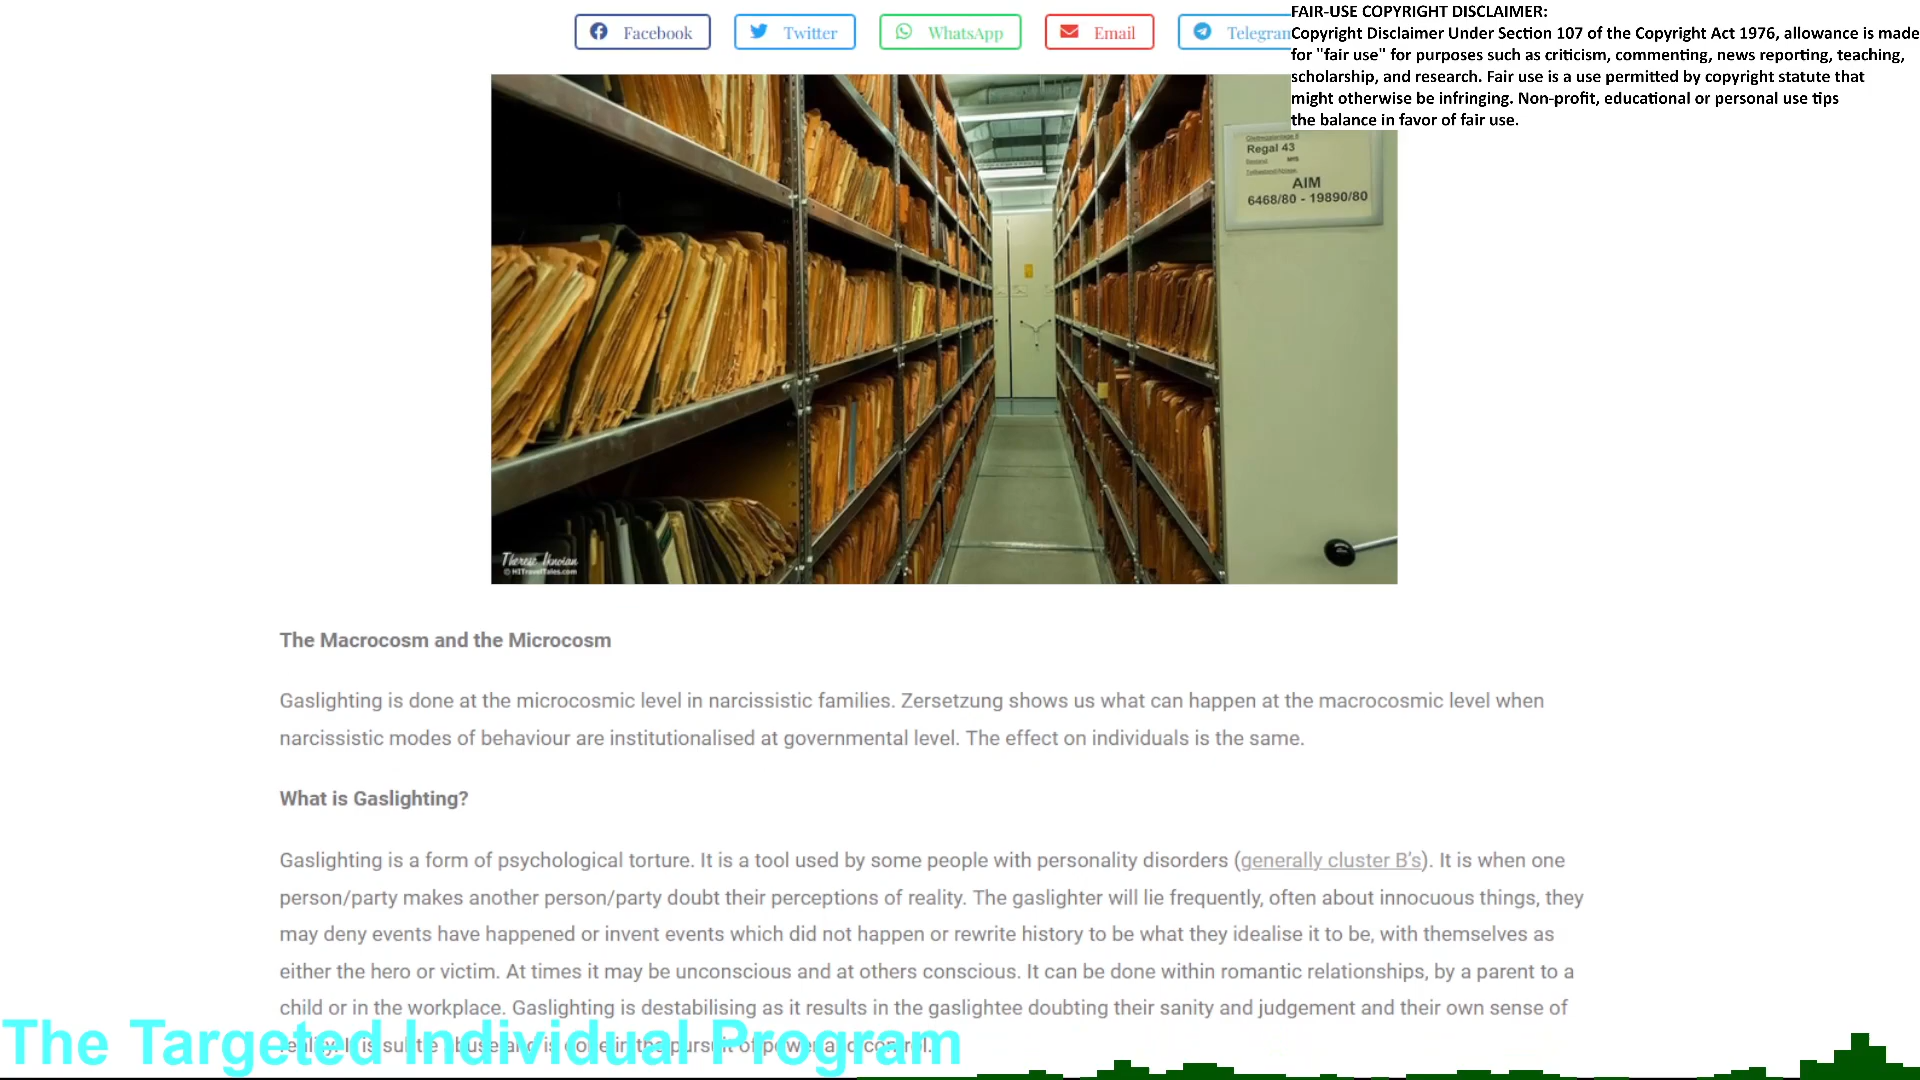 Facebook
Twitter
WhatsApp
Email
FAIR-USE COPYRIGHT DISCLAIMER:
Copyright Disclaimer Under Section 107 of the Copyright Act 1976, allowance is made
for "fair use" for purposes such as criticism, commenting, news reporting, teaching,
scholarship, and research. Fair use is a use permitted by copyright statute that
might otherwise be infringing. Non-profit, educational or personal use tips
the balance in favor of fair use.
Regal 43
AIM
6468/80 - 19890/80
Therese Iknoian
© HITravelTales.com
The Macrocosm and the Microcosm
Gaslighting is done at the microcosmic level in narcissistic families. Zersetzung shows us what can happen at the macrocosmic level when
narcissistic modes of behaviour are institutionalised at governmental level. The effect on individuals is the same.
What is Gaslighting?
Gaslighting is a form of psychological torture. It is a tool used by some people with personality disorders (generally cluster B's). It is when one
person/party makes another person/party doubt their perceptions of reality. The gaslighter will lie frequently, often about innocuous things, they
may deny events have happened or invent events which did not happen or rewrite history to be what they idealise it to be, with themselves as
either the hero or victim. At times it may be unconscious and at others conscious. It can be done within romantic relationships, by a parent to a
child or in the workplace. Gaslighting is destabilising as it results in the gaslightee doubting their sanity and judgement and their own sense of
The Targeted Individual Program